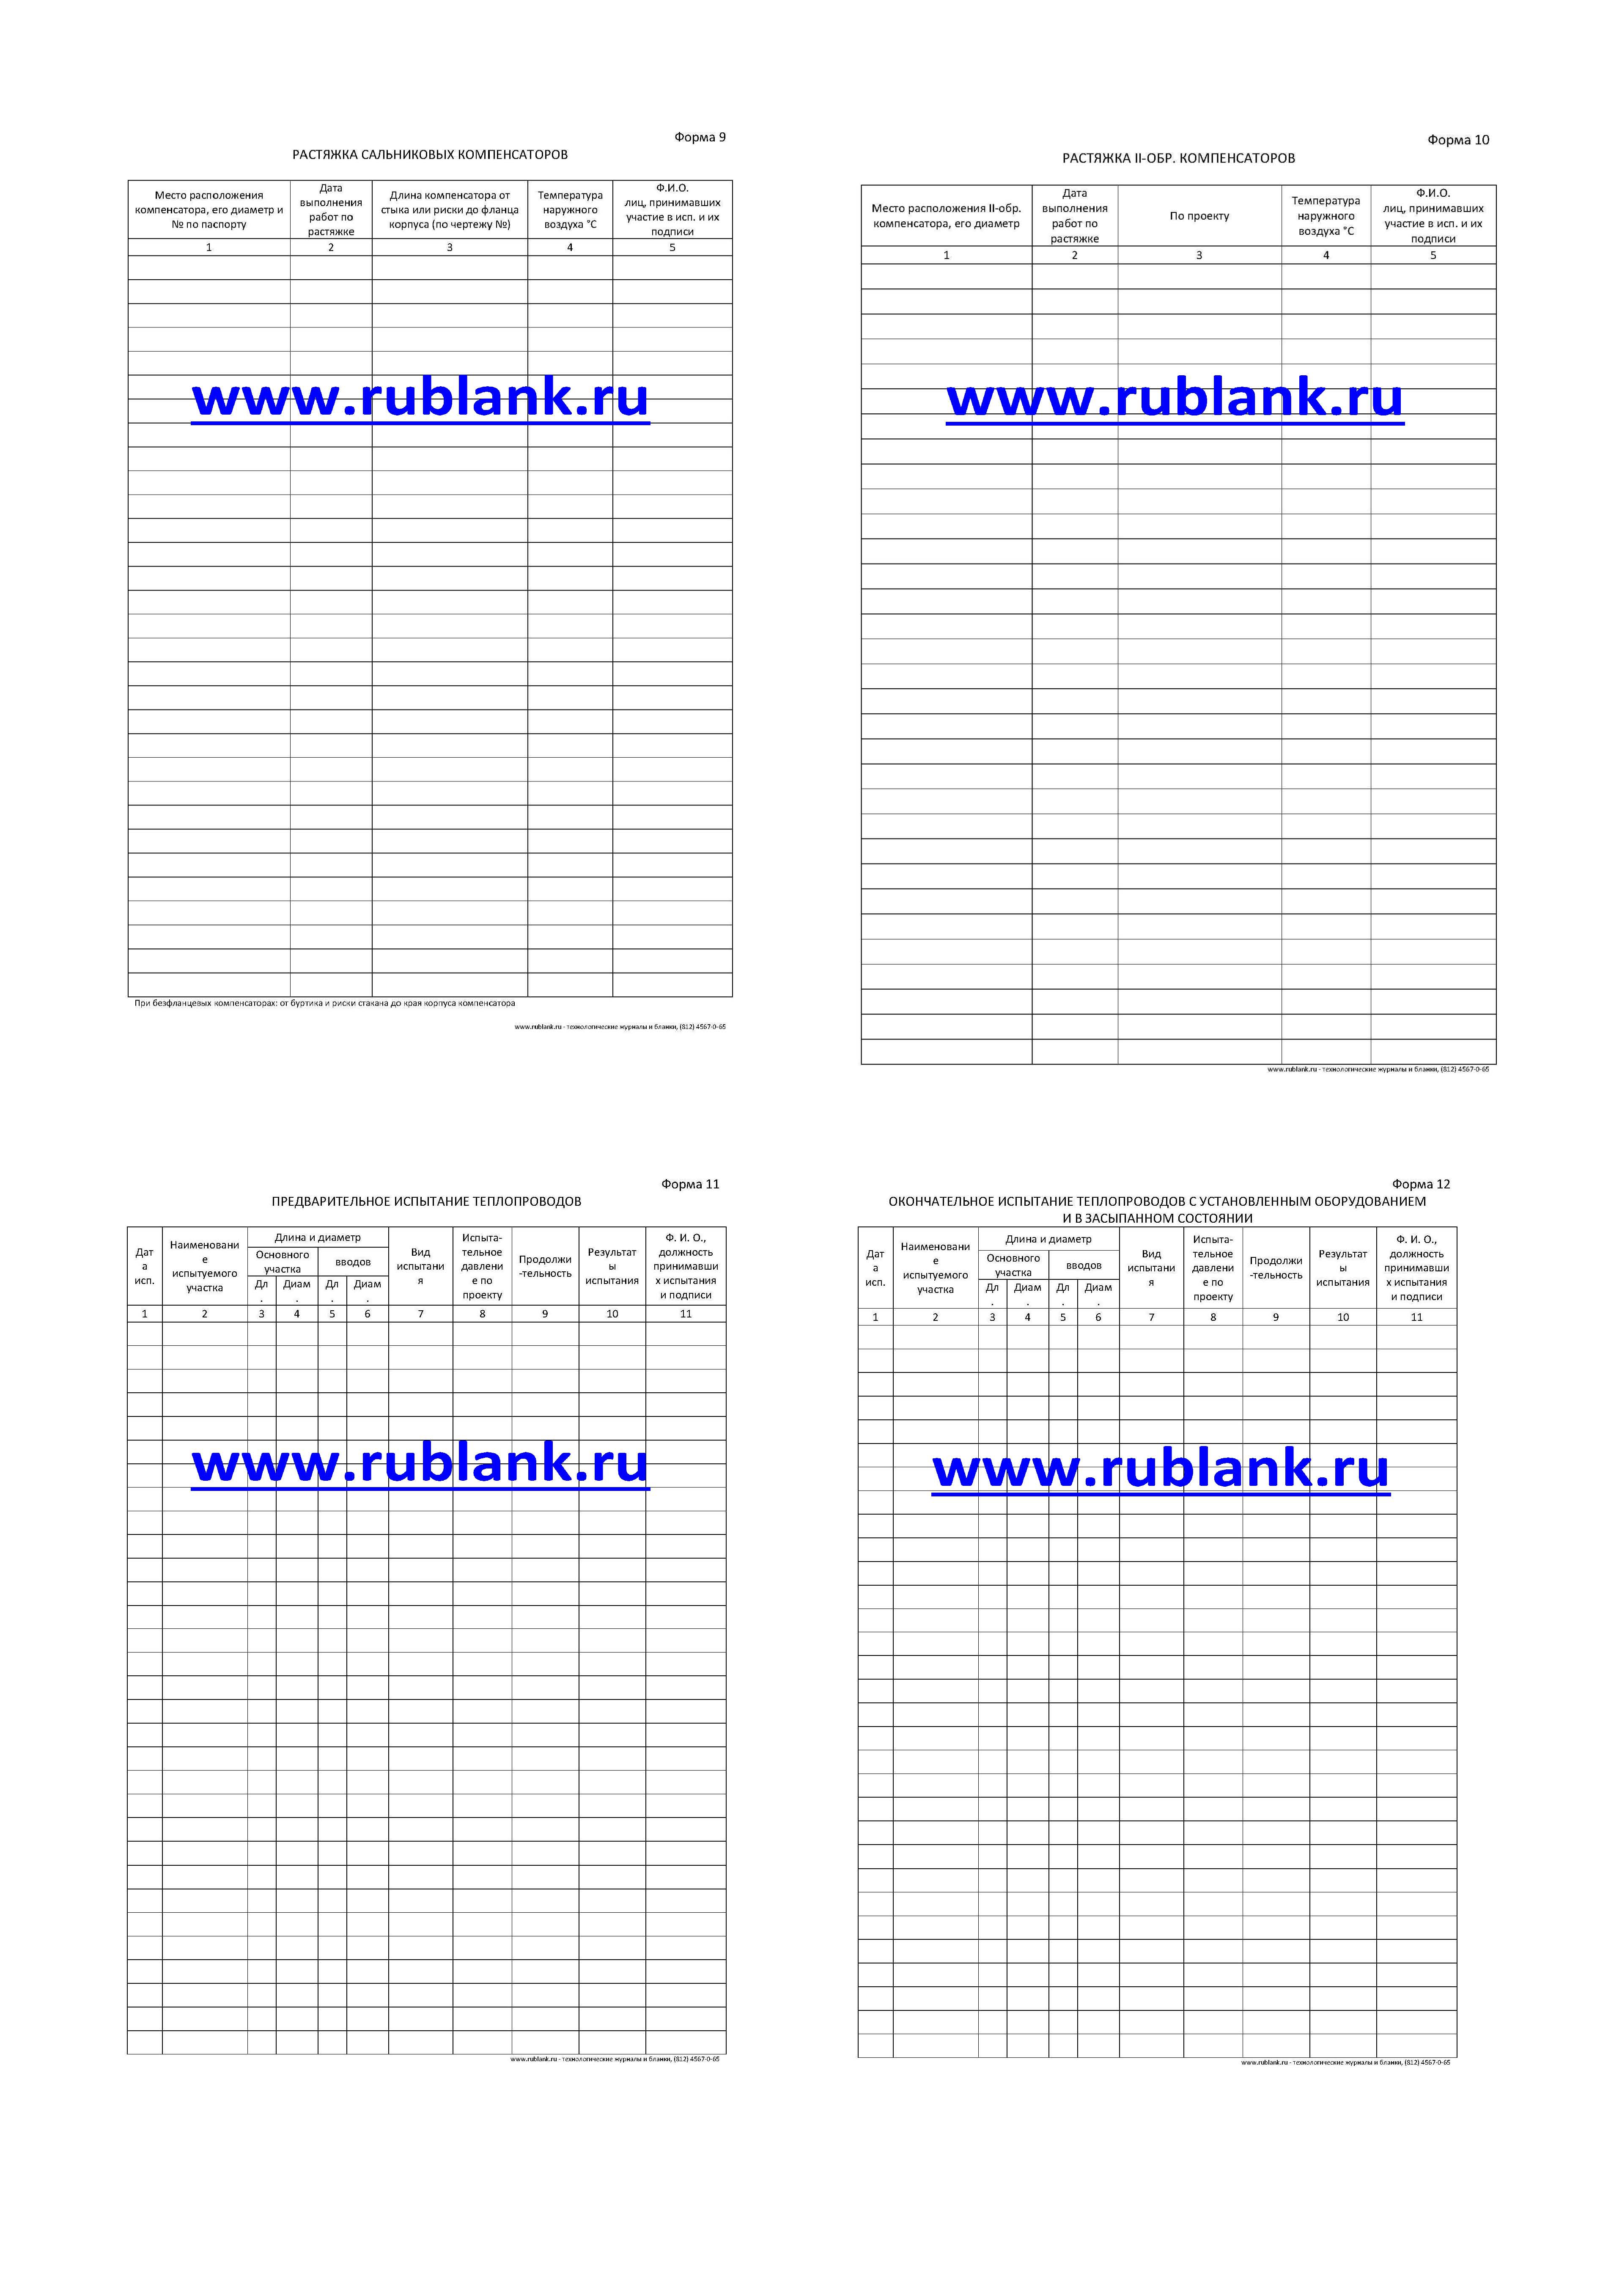 Форма 9
РАСТЯЖКА САЛЬНИКОВЫХ КОМПЕНСАТОРОВ
Место расположения
компенсатора, его диаметр и
№ по паспорту
Дата
выполнения
работ по
растяжке
Длина компенсатора от
стыка или риски до фланца
корпуса (по чертежу №)
Температура
наружного
воздуха °С
Ф.И.О.
лиц, принимавших
участие в исп. и их
подписи
1 2 3 4 5
www.rublank.ru
При безфланцевых компенсаторах: от буртика и риски стакана до края корпуса компенсатора
www.rublank.ru - технологические журналы и бланки, (812) 4567-0-65
Форма 10
РАСТЯЖКА II-ОБР. КОМПЕНСАТОРОВ
Место расположения II-обр.
компенсатора, его диаметр
Дата
выполнения
работ по
растяжке
По проекту
Температура
наружного
воздуха °С
Ф.И.О.
лиц, принимавших
участие в исп. и их
подписи
1 2 3 4 5
www.rublank.ru
www.rublank.ru - технологические журналы и бланки, (812) 4567-0-65
Форма 11
ПРЕДВАРИТЕЛЬНОЕ ИСПЫТАНИЕ ТЕПЛОПРОВОДОВ
Дат
а
исп.
Наименовани
е
испытуемого
участка
Длина и диаметр
Основного
участка
вводов
Дл
.
Диам
.
Дл
.
Диам
.
Вид
испытани
я
Испыта-
тельное
давлени
е по
проекту
Продолжи
-тельность
Результат
ы
испытания
Ф. И. О.,
должность
принимавши
х испытания
и подписи
1 2 3 4 5 6 7 8 9 10 11
www.rublank.ru
www.rublank.ru - технологические журналы и бланки, (812) 4567-0-65
Форма 12
ОКОНЧАТЕЛЬНОЕ ИСПЫТАНИЕ ТЕПЛОПРОВОДОВ С УСТАНОВЛЕННЫМ ОБОРУДОВАНИЕМ
И В ЗАСЫПАННОМ СОСТОЯНИИ
Дат
а
исп.
Наименовани
е
испытуемого
участка
Длина и диаметр
Основного
участка
вводов
Дл
.
Диам
.
Дл
.
Диам
.
Вид
испытани
я
Испыта-
тельное
давлени
е по
проекту
Продолжи
-тельность
Результат
ы
испытания
Ф. И. О.,
должность
принимавши
х испытания
и подписи
1 2 3 4 5 6 7 8 9 10 11
www.rublank.ru
www.rublank.ru - технологические журналы и бланки, (812) 4567-0-65